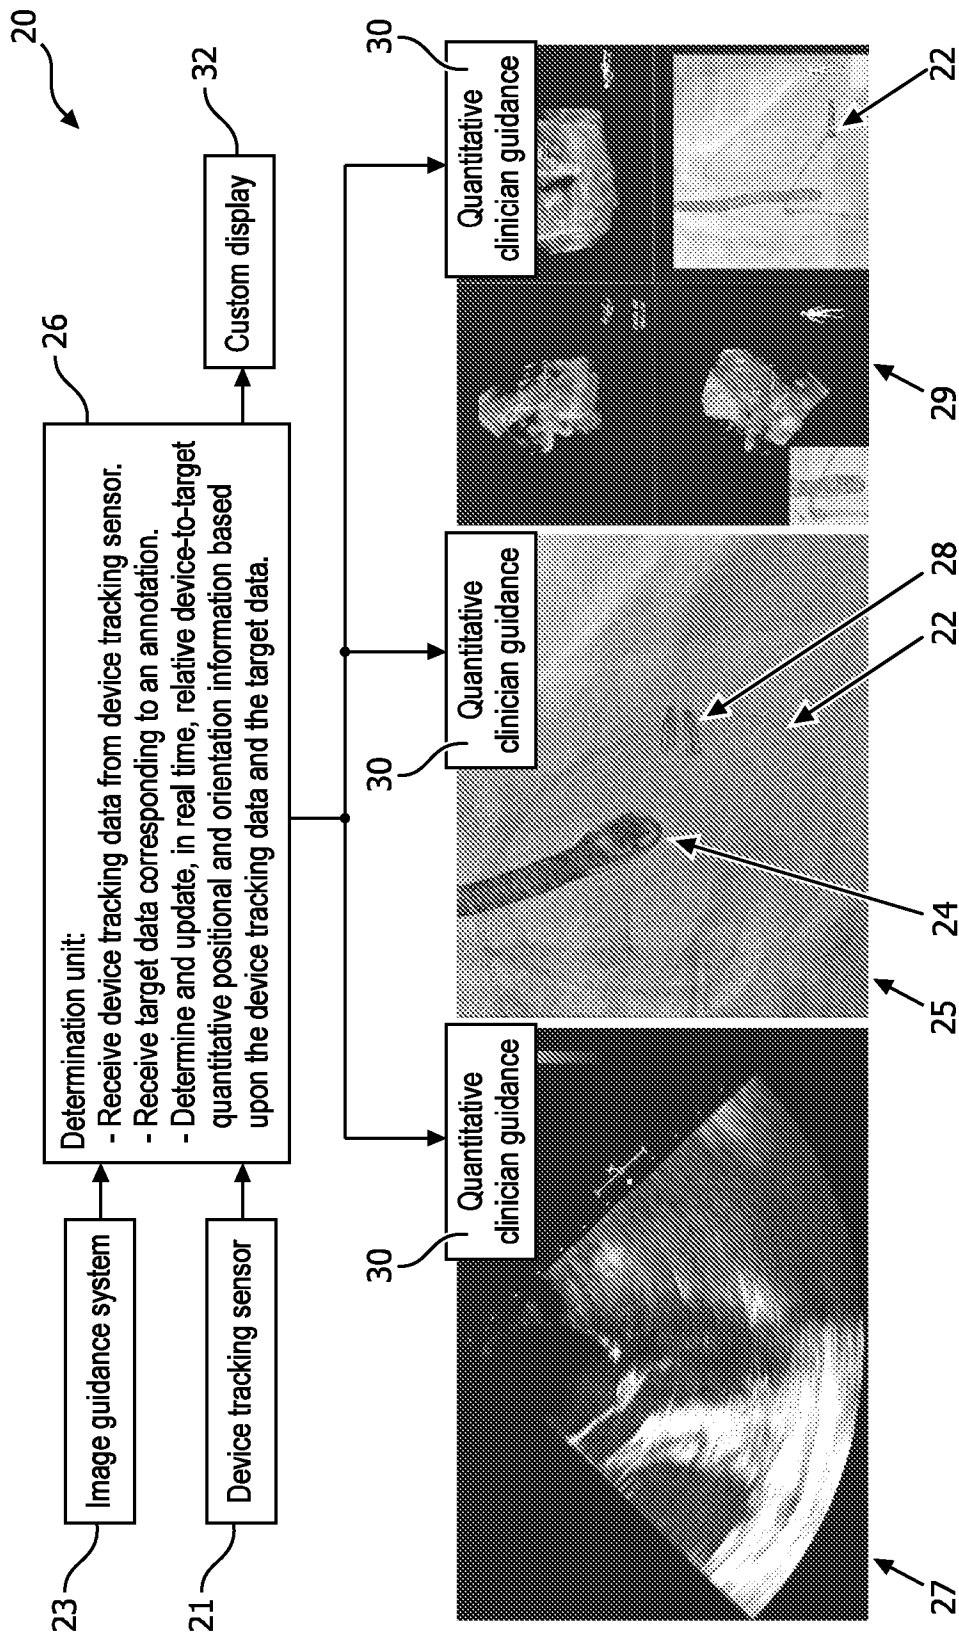 20
23
Image guidance system
21
Device tracking sensor
26
Determination unit:
- Receive device tracking data from device tracking sensor.
- Receive target data corresponding to an annotation.
- Determine and update, in real time, relative device-to-target
quantitative positional and orientation information based
upon the device tracking data and the target data.
32
Custom display
30
Quantitative
clinician guidance
30
Quantitative
clinician guidance
30
Quantitative
clinician guidance
27
25
24
22
28
29
22